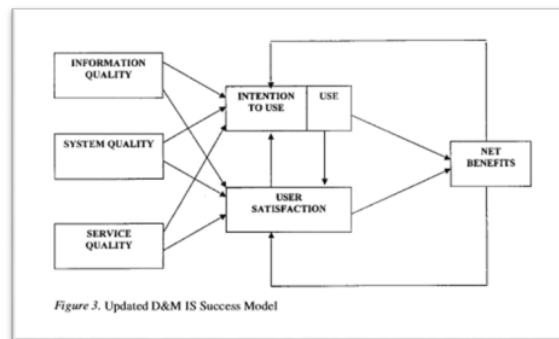 INFORMATION
QUALITY
SYSTEM QUALITY
SERVICE
QUALITY
INTENTION
TO USE
USE
USER
SATISFACTION
NET
BENEFITS
Figure 3. Updated D&M IS Success Model